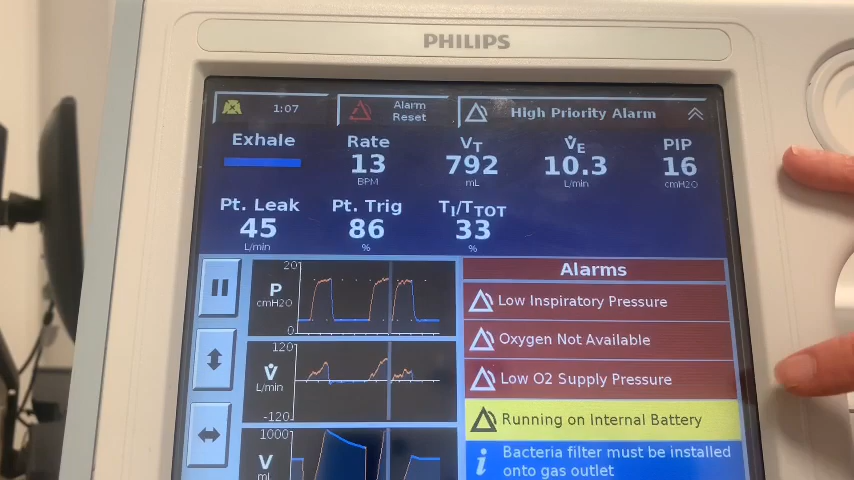 PHILIPS
1:07
Alarm
Reset
High Priority Alarm
Exhale
Rate
13
BPM
VT
792
mL
V̇E
10.3
L/min
PIP
16
cmH2O
Pt. Leak
45
L/min
Pt. Trig
86
%
TI/TTOT
33
%
20
P
cmH2O
0
120
V̇
L/min
-120
1000
V
mL
Alarms
Low Inspiratory Pressure
Oxygen Not Available
Low O2 Supply Pressure
Running on Internal Battery
i
Bacteria filter must be installed
onto gas outlet